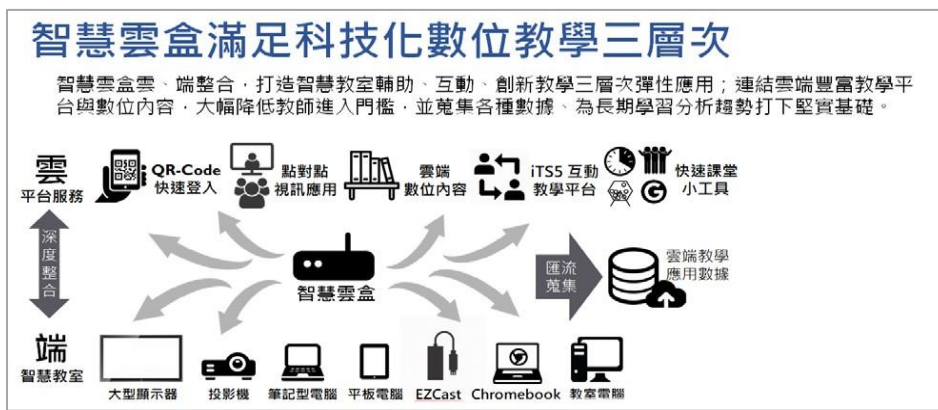 智慧雲盒滿足科技化數位教學三層次
智慧雲盒雲、端整合，打造智慧教室輔助、互動、創新教學三層次彈性應用；連結雲端豐富教學平
台與數位內容，大幅降低教師進入門檻，並蒐集各種數據、為長期學習分析趨勢打下堅實基礎。
雲
平台服務
QR-Code
快速登入
點對點
視訊應用
雲端
數位內容
iTS5 互動
教學平台
快速課堂
小工具
G
深度整合
智慧雲盒
匯流
蒐集
雲端教學
應用數據
端
智慧教室
大型顯示器
投影機
筆記型電腦
平板電腦
EZCast
Chromebook
教室電腦